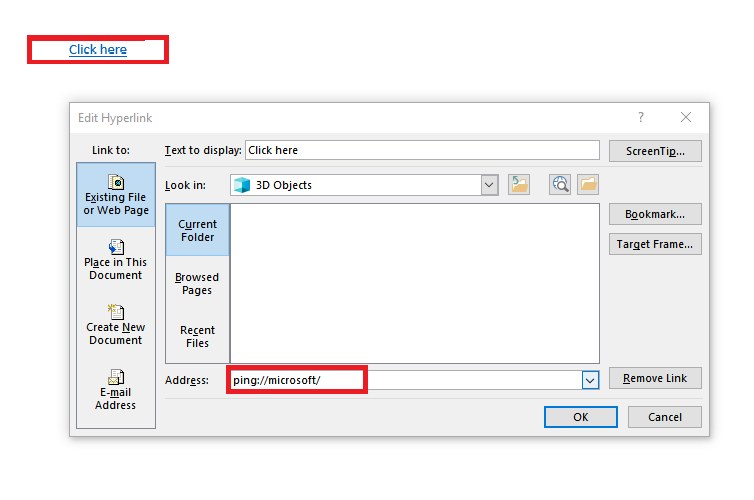 Click here
Edit Hyperlink
? ×
Link to:
Text to display: Click here
ScreenTip...
Existing File
or Web Page
Look in: 3D Objects
Current
Folder
Bookmark...
Place in This
Document
Target Frame...
Browsed
Pages
Create New
Document
Recent
Files
E-mail
Address
Address: ping://microsoft/
Remove Link
OK Cancel